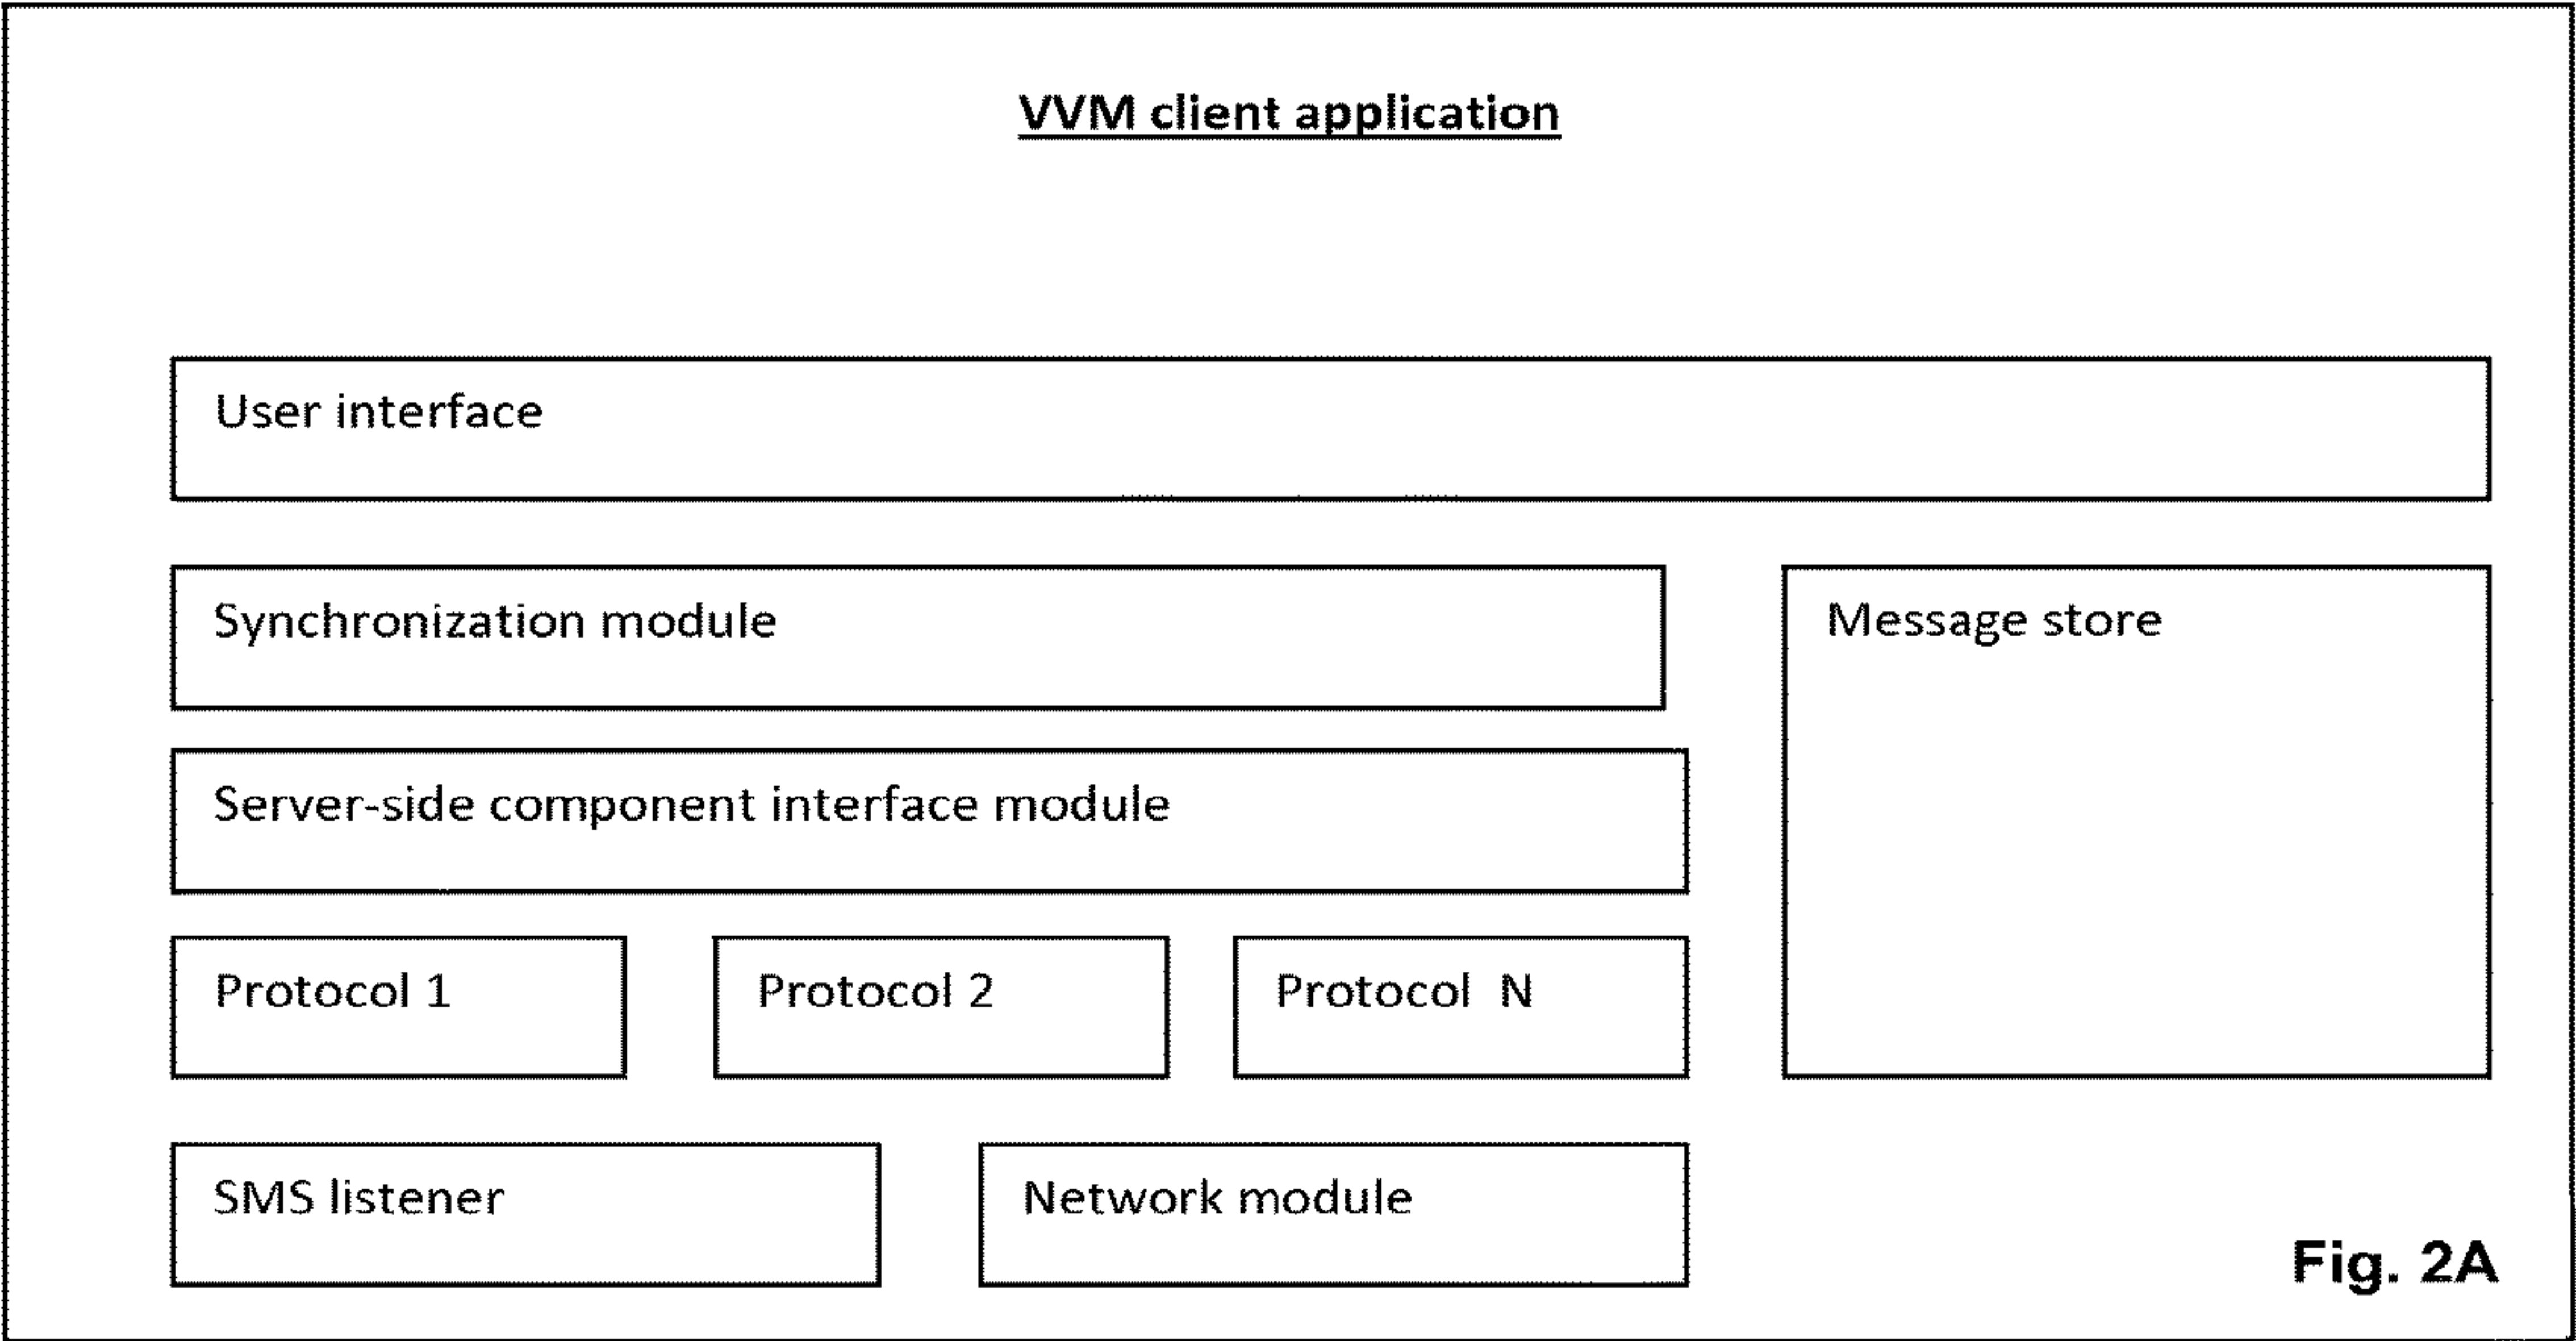 VVM client application
User interface
Synchronization module
Message store
Server-side component interface module
Protocol 1
Protocol 2
Protocol  N
SMS listener
Network module
Fig. 2A